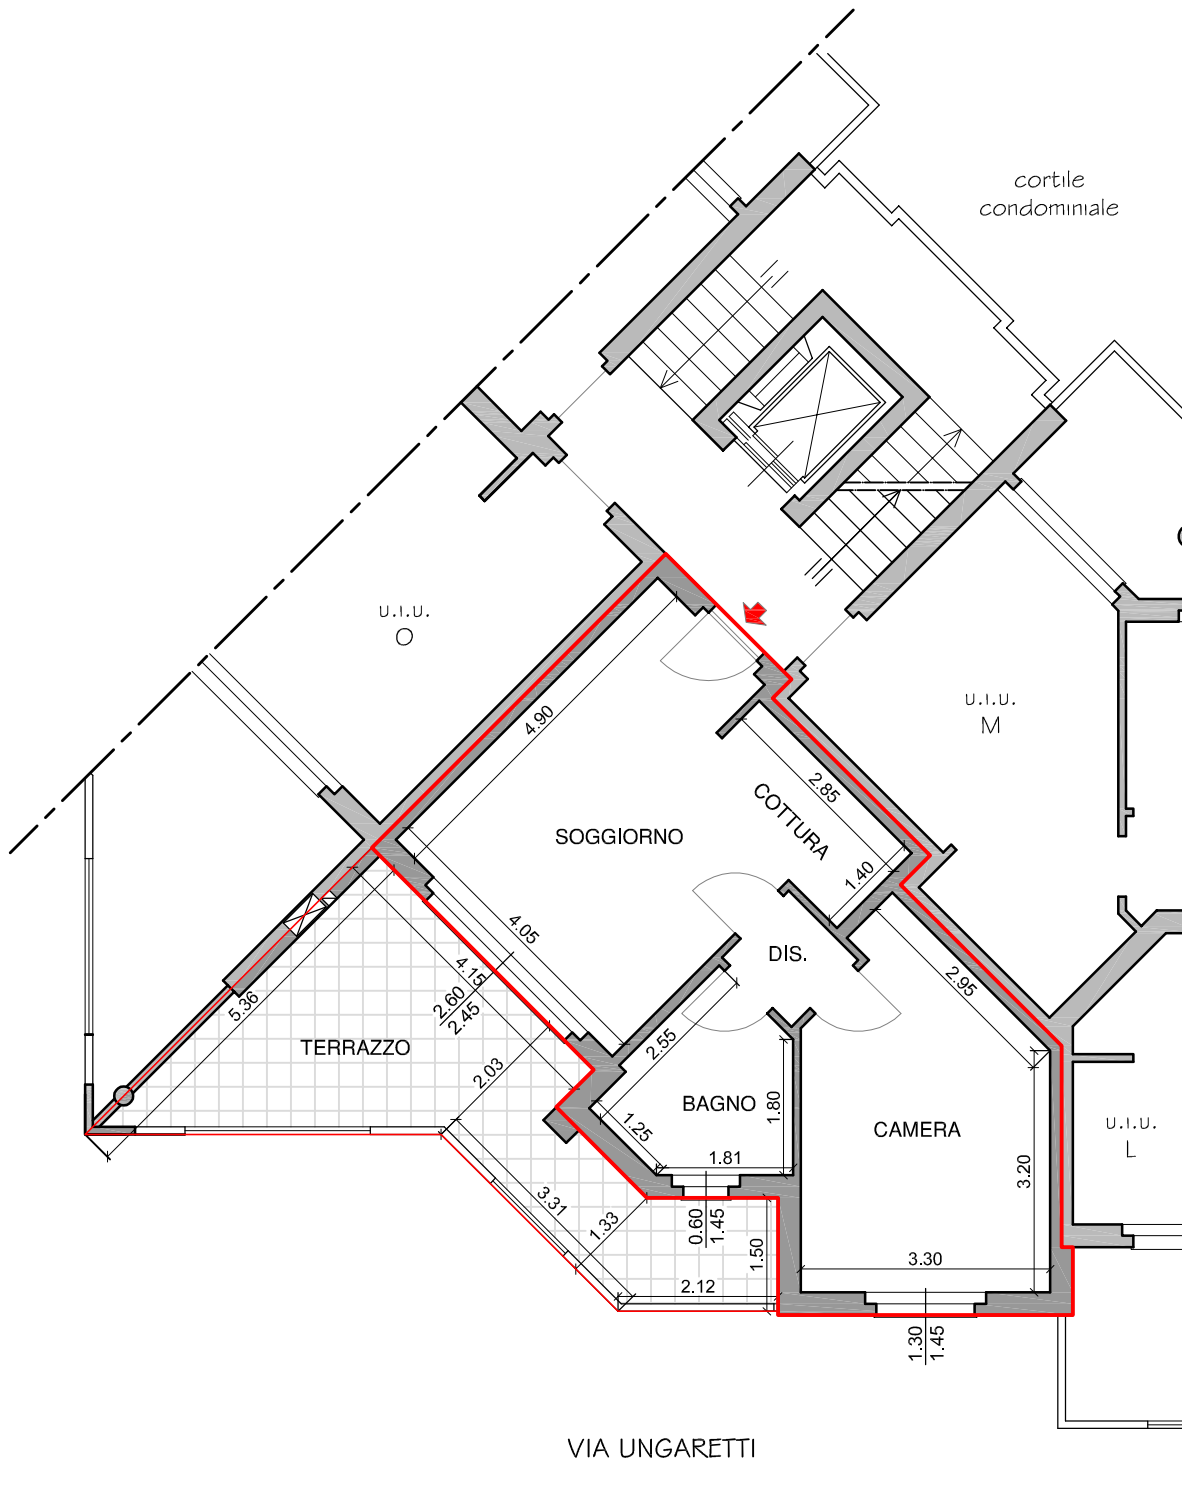 cortile
condominiale
C
U.I.U.
O
U.I.U.
M
4.90
2.85
COTTURA
SOGGIORNO
1.40
4.05
DIS.
4.15
2.60
2.45
2.95
5.36
2.55
TERRAZZO
2.03
BAGNO
1.80
1.25
CAMERA
U.I.U.
L
1.81
3.20
3.31
1.33
0.60
1.45
1.50
3.30
2.12
1.30
1.45
VIA UNGARETTI